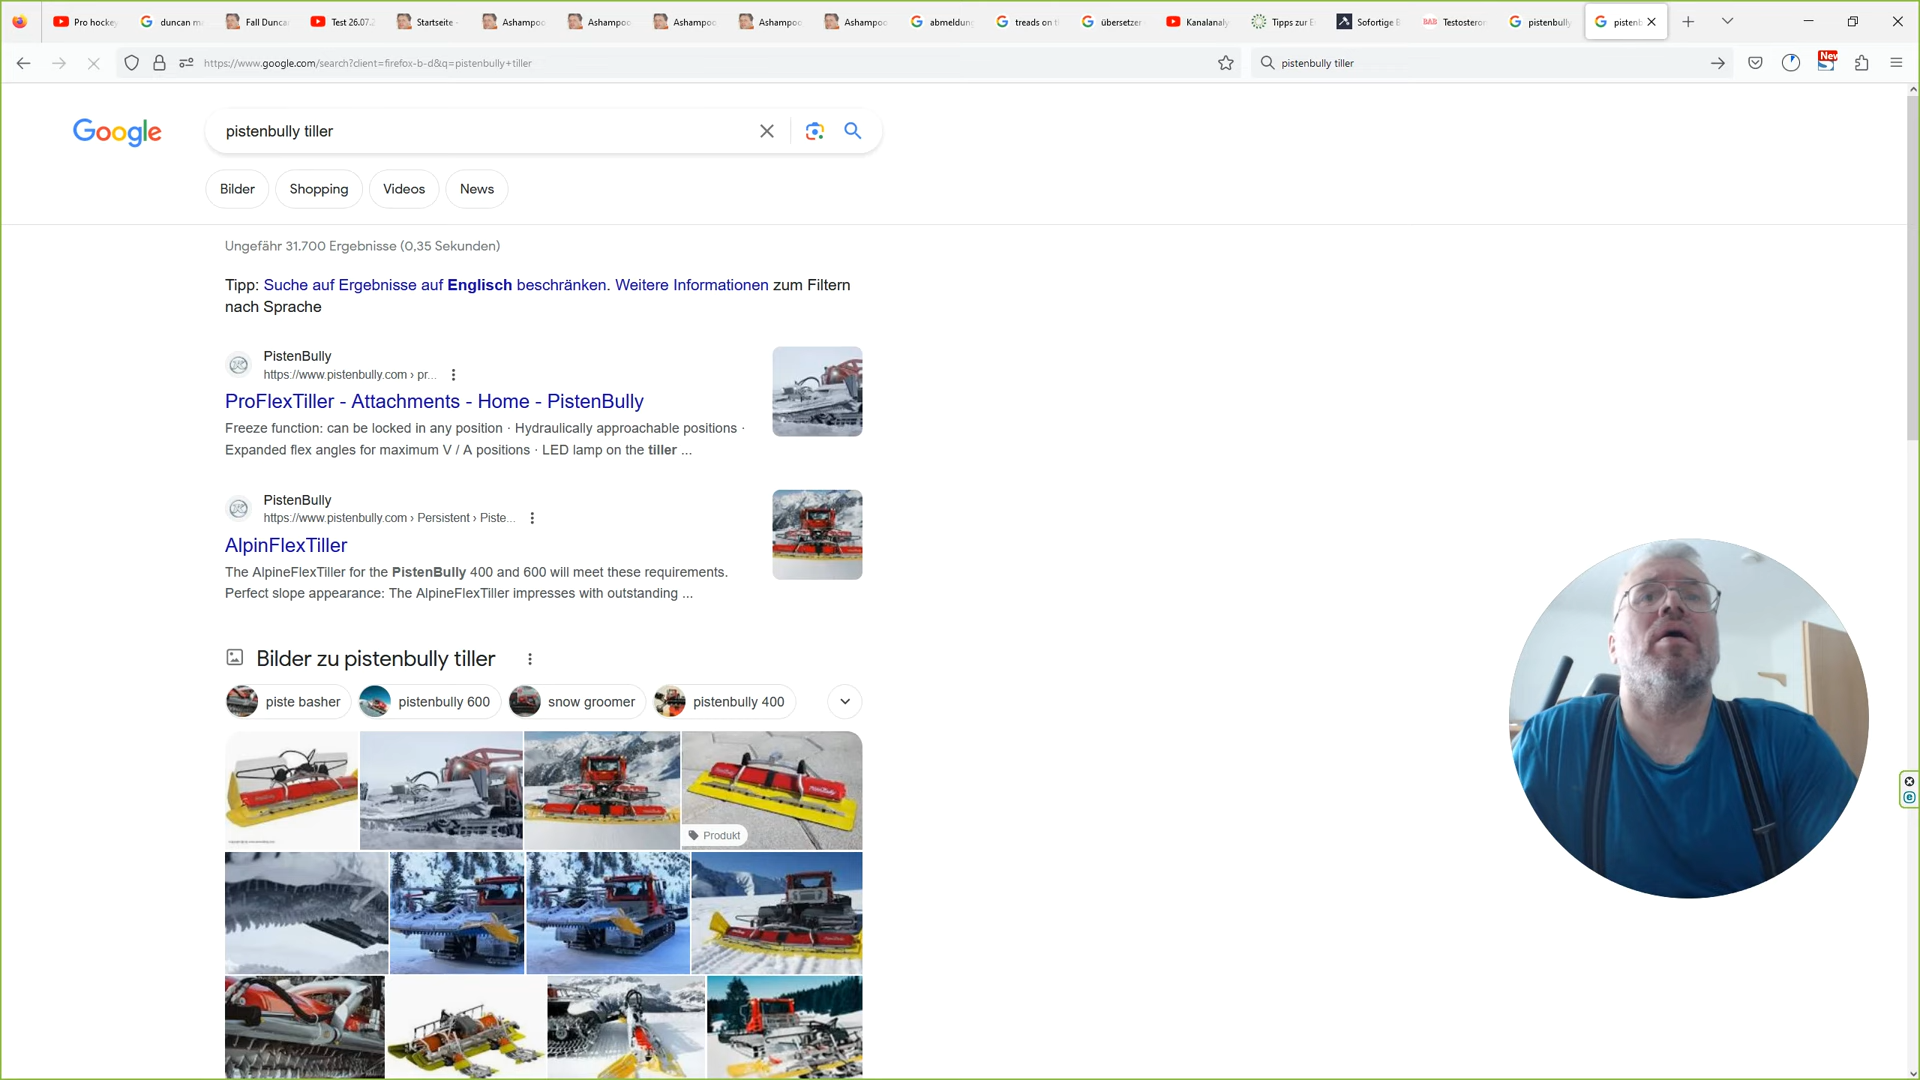 Pro hockey
duncan m
Fall Duncan
Test 26.07.2
Startseite
Ashampoo
Ashampoo
Ashampoo
Ashampoo
Ashampoo
abmeldung
treads on t
übersetzer
Kanalanaly
Tipps zur E
Sofortige B
Testosteron
pistenbully
pistenb
https://www.google.com/search?client=firefox-b-d&q=pistenbully+tiller
pistenbully tiller
New
Google
pistenbully tiller
Bilder
Shopping
Videos
News
Ungefähr 31.700 Ergebnisse (0,35 Sekunden)
Tipp: Suche auf Ergebnisse auf Englisch beschränken. Weitere Informationen zum Filtern
nach Sprache
PistenBully
https://www.pistenbully.com › pr...
ProFlexTiller - Attachments - Home - PistenBully
Freeze function: can be locked in any position · Hydraulically approachable positions ·
Expanded flex angles for maximum V / A positions · LED lamp on the tiller ...
PistenBully
https://www.pistenbully.com › Persistent › Piste...
AlpinFlexTiller
The AlpineFlexTiller for the PistenBully 400 and 600 will meet these requirements.
Perfect slope appearance: The AlpineFlexTiller impresses with outstanding ...
Bilder zu pistenbully tiller
piste basher
pistenbully 600
snow groomer
pistenbully 400
Produkt